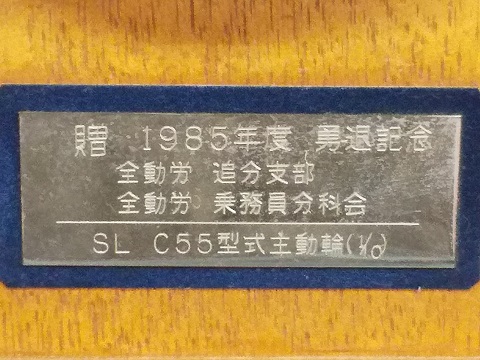 贈 1985年度 勇退記念
全動労 追分支部
全動労 乗務員分科会
SL C55型式主動輪(1/10)